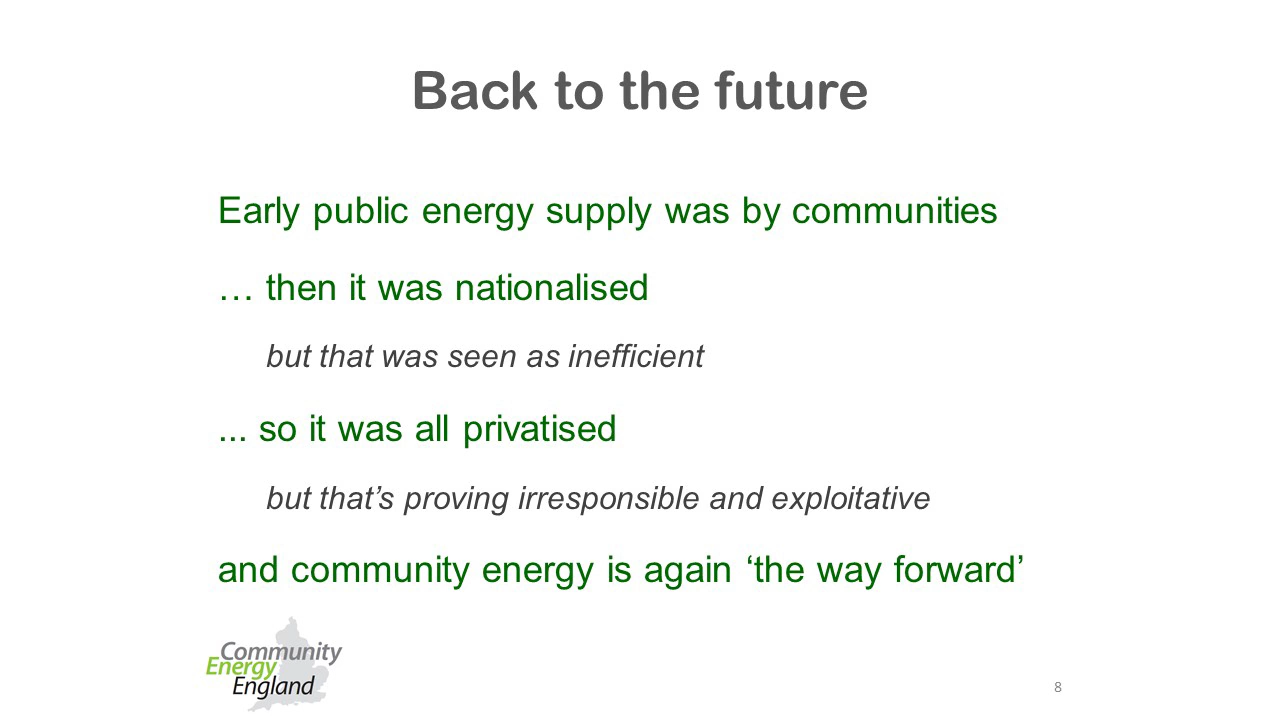 Back to the future
Early public energy supply was by communities
… then it was nationalised
but that was seen as inefficient
... so it was all privatised
but that’s proving irresponsible and exploitative
and community energy is again ‘the way forward’
Community
Energy
England
8